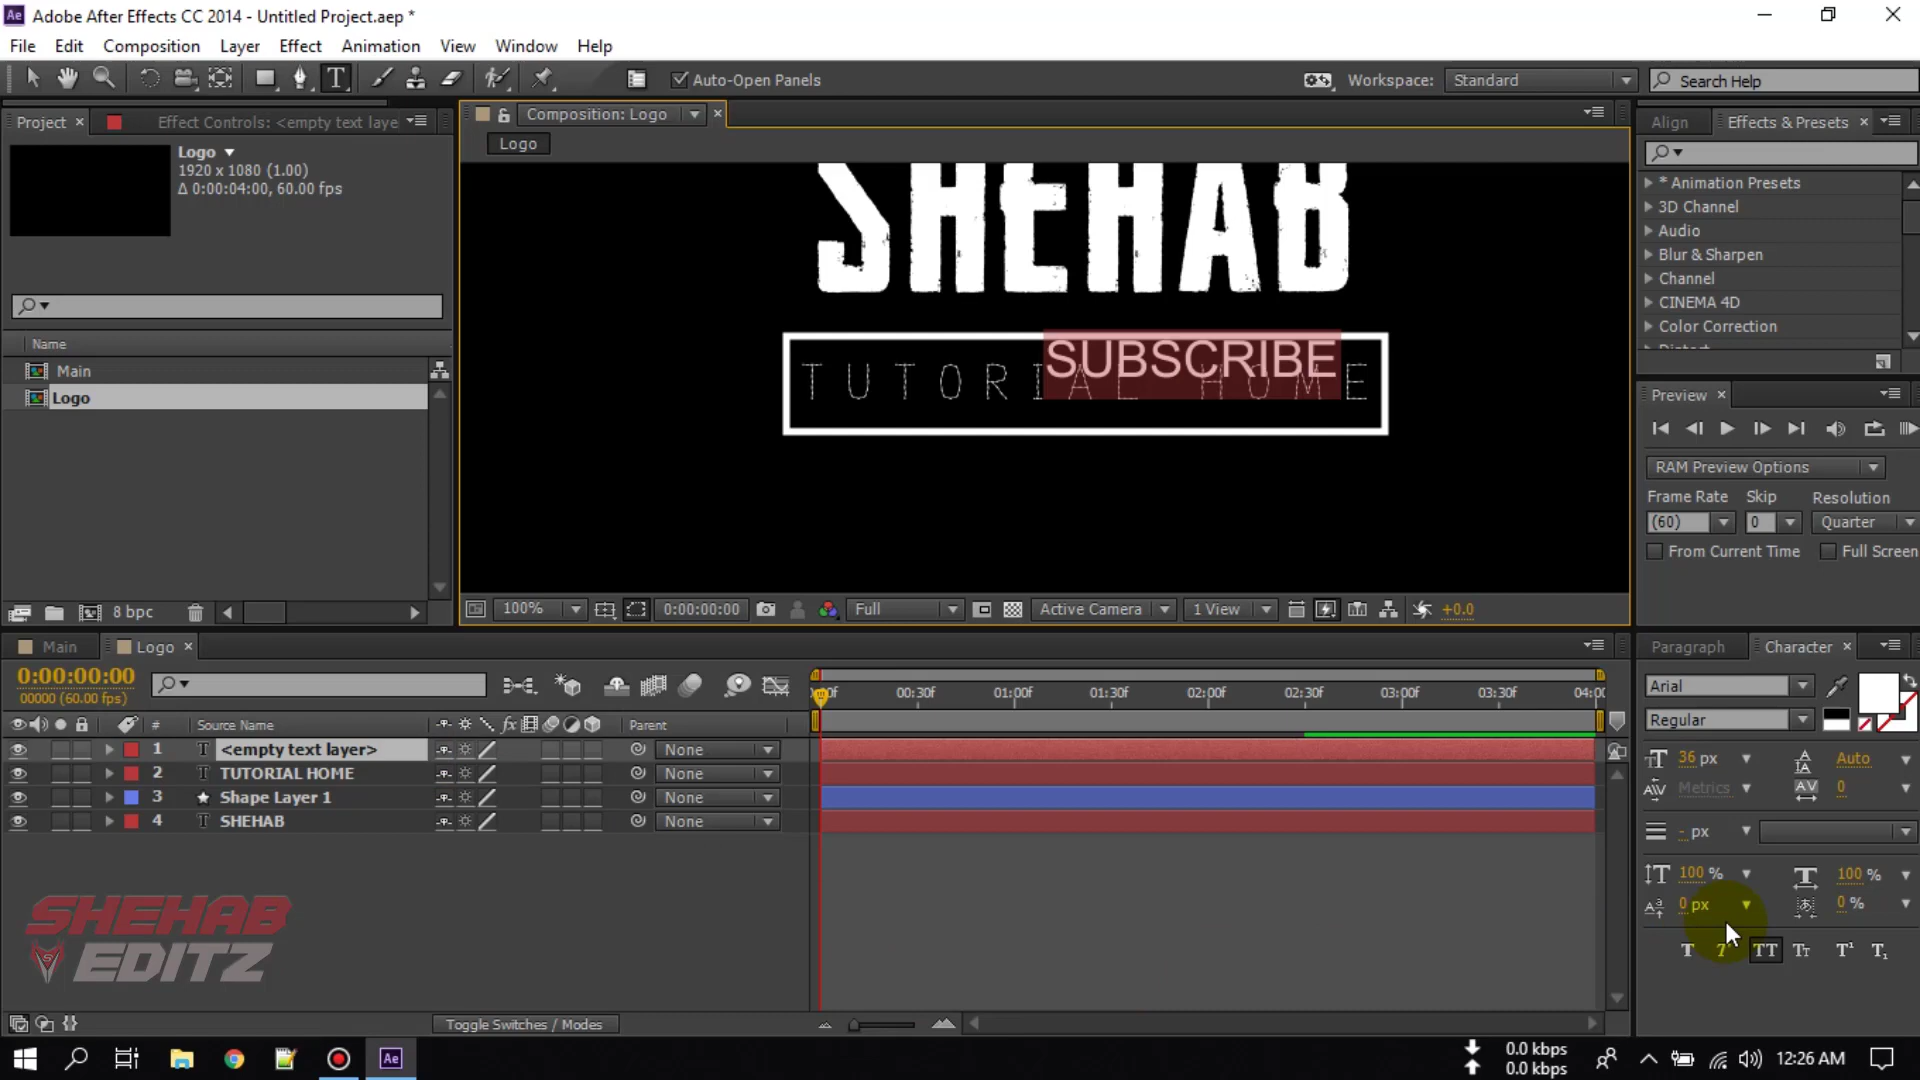 Adobe After Effects CC 2014 - Untitled Project.aep *
File Edit Composition Layer Effect Animation View Window Help
Auto-Open Panels
Workspace: Standard
Search Help
Project
Effect Controls: <empty text laye
Composition: Logo
Align
Effects & Presets
Logo
Logo
1920 x 1080 (1.00)
Δ 0:00:04:00, 60.00 fps
SHEHAB
TUTORIAL HOME
SUBSCRIBE
* Animation Presets
3D Channel
Audio
Blur & Sharpen
Channel
CINEMA 4D
Color Correction
Distort
Name
Main
Logo
Preview
RAM Preview Options
Frame Rate Skip Resolution
(60) 0 Quarter
From Current Time Full Screen
8 bpc
100% 0:00:00:00 Full Active Camera 1 View +0.0
Main Logo
Paragraph Character
0:00:00:00
00000 (60.00 fps)
00:30f 01:00f 01:30f 02:00f 02:30f 03:00f 03:30f 04:00
# Source Name Parent
1 T <empty text layer> None
2 T TUTORIAL HOME None
3 Shape Layer 1 None
4 T SHEHAB None
Arial
Regular
36 px Auto
Metrics 0
- px
100 % 100 %
0 px 0 %
T T TT Tt T¹ T₁
SHEHAB
EDITZ
Toggle Switches / Modes
Ae
0.0 kbps
0.0 kbps
12:26 AM